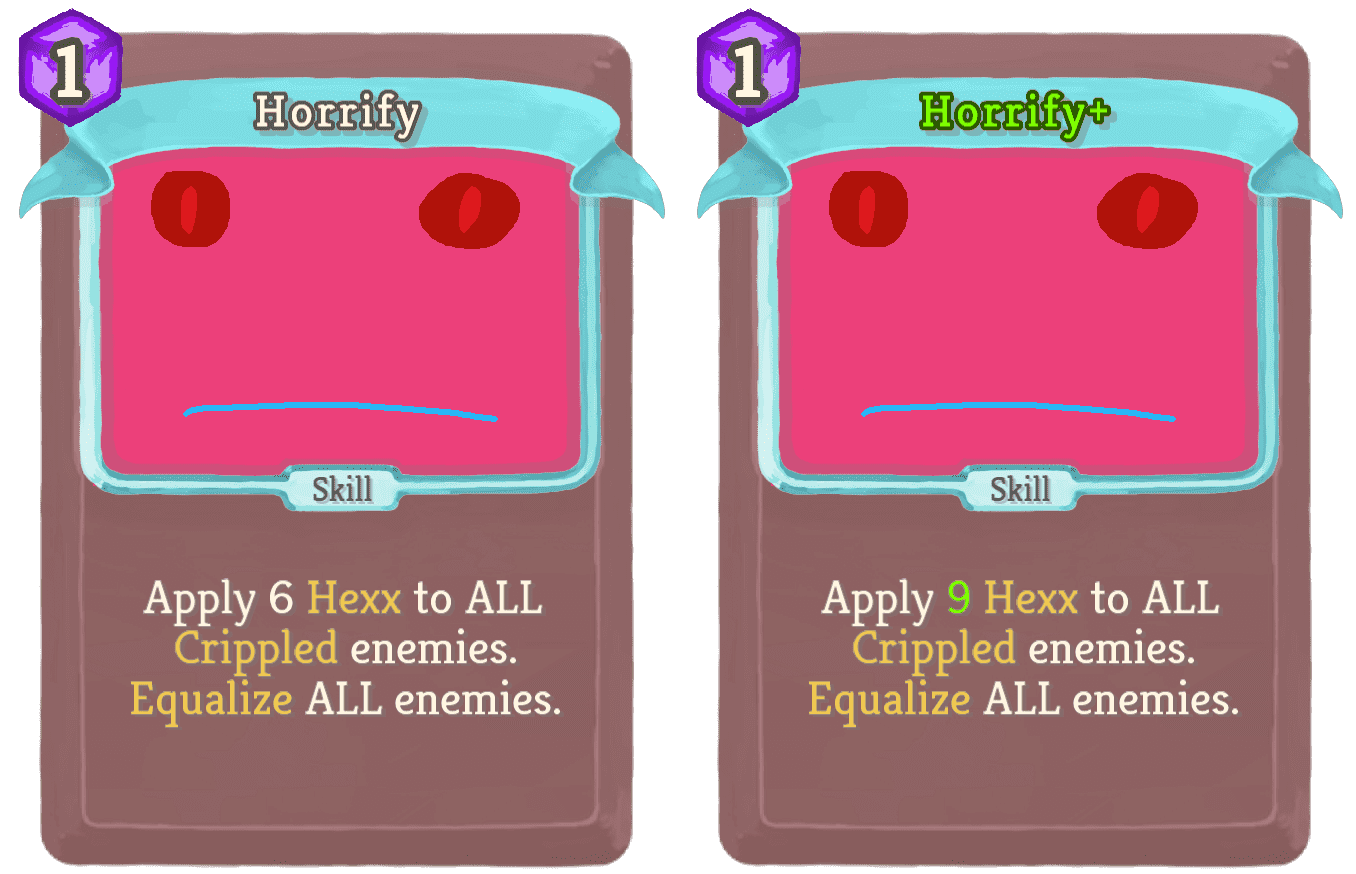 1
Horrify
Skill
Apply 6 Hexx to ALL
Crippled enemies.
Equalize ALL enemies.
1
Horrify+
Skill
Apply 9 Hexx to ALL
Crippled enemies.
Equalize ALL enemies.